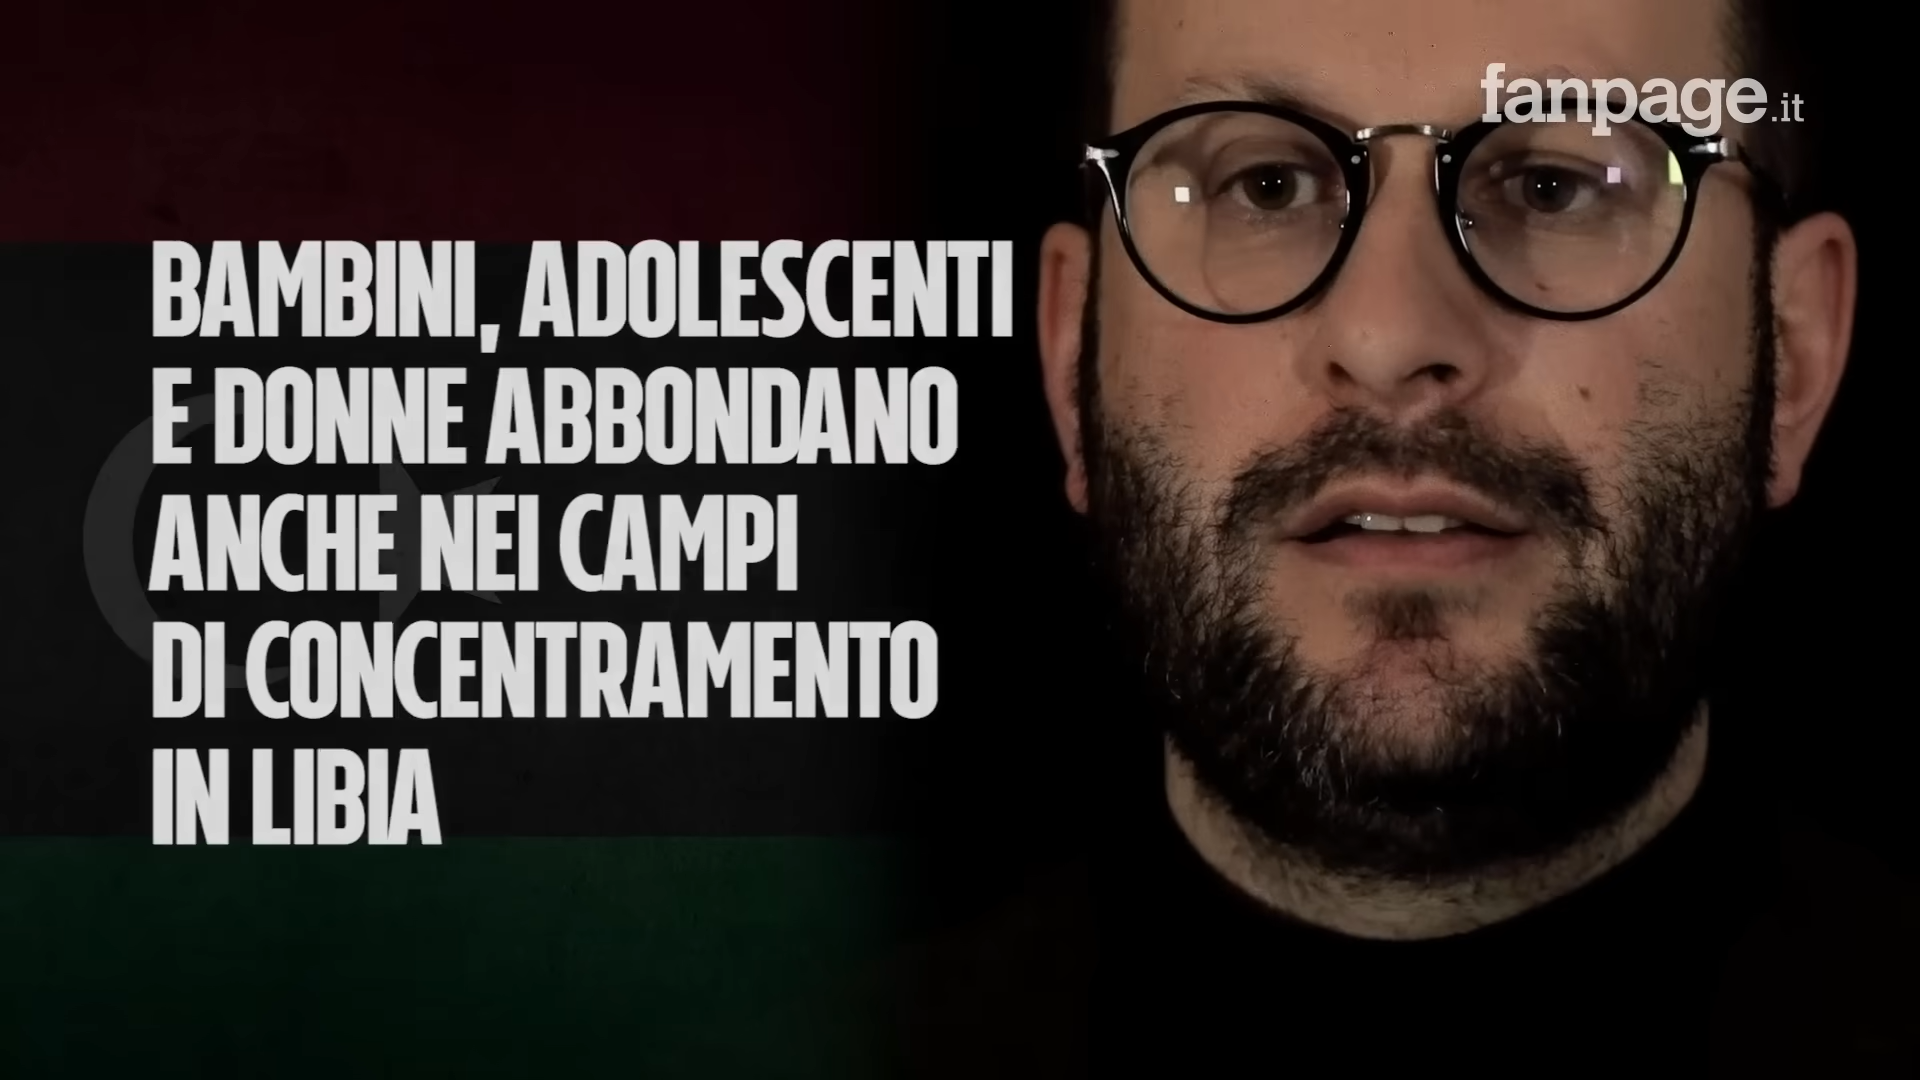 fanpage.it
BAMBINI, ADOLESCENTI
E DONNE ABBONDANO
ANCHE NEI CAMPI
DI CONCENTRAMENTO
IN LIBIA